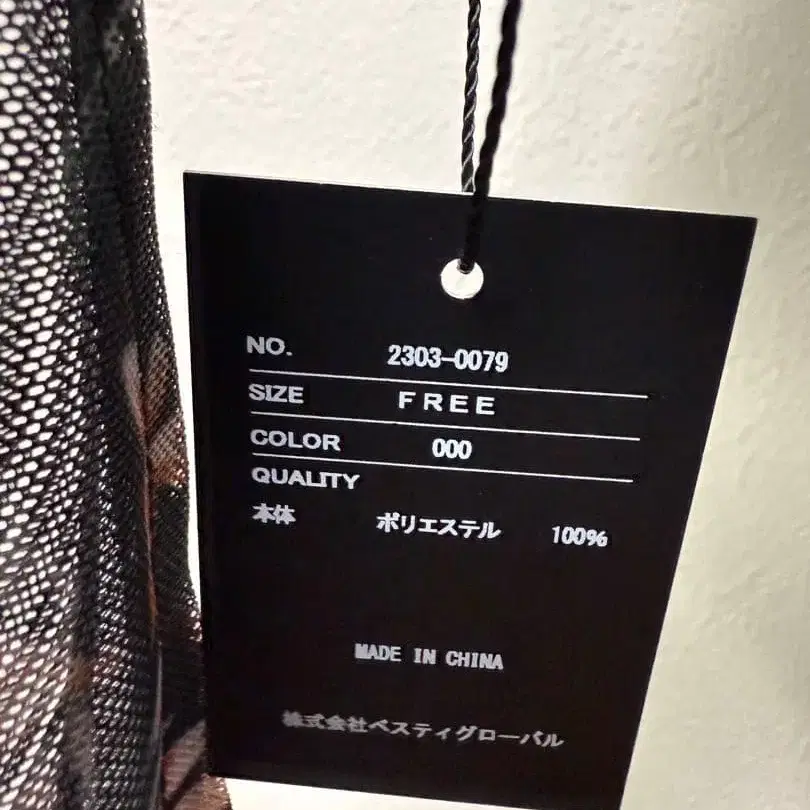 NO. 2303-0079
SIZE FREE
COLOR 000
QUALITY
本体 ポリエステル 100%
MADE IN CHINA
株式会社ベスティグローバル